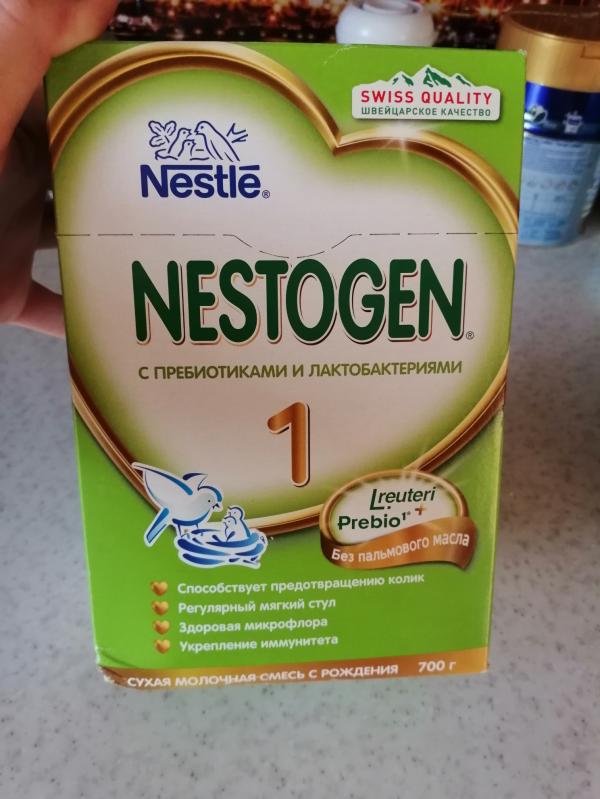 SWISS QUALITY
ШВЕЙЦАРСКОЕ КАЧЕСТВО
Nestlé®
NESTOGEN®
С ПРЕБИОТИКАМИ И ЛАКТОБАКТЕРИЯМИ
1
L.reuteri
Prebio1® +
Без пальмового масла
Способствует предотвращению колик
Регулярный мягкий стул
Здоровая микрофлора
Укрепление иммунитета
СУХАЯ МОЛОЧНАЯ СМЕСЬ С РОЖДЕНИЯ 700 г